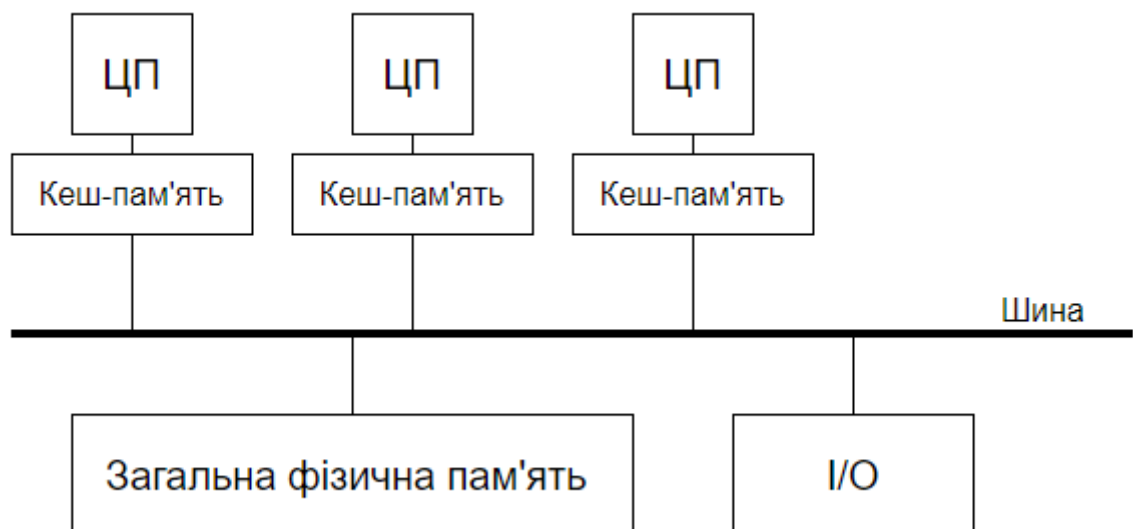 ЦП
ЦП
ЦП
Кеш-пам'ять
Кеш-пам'ять
Кеш-пам'ять
Шина
Загальна фізична пам'ять
I/O